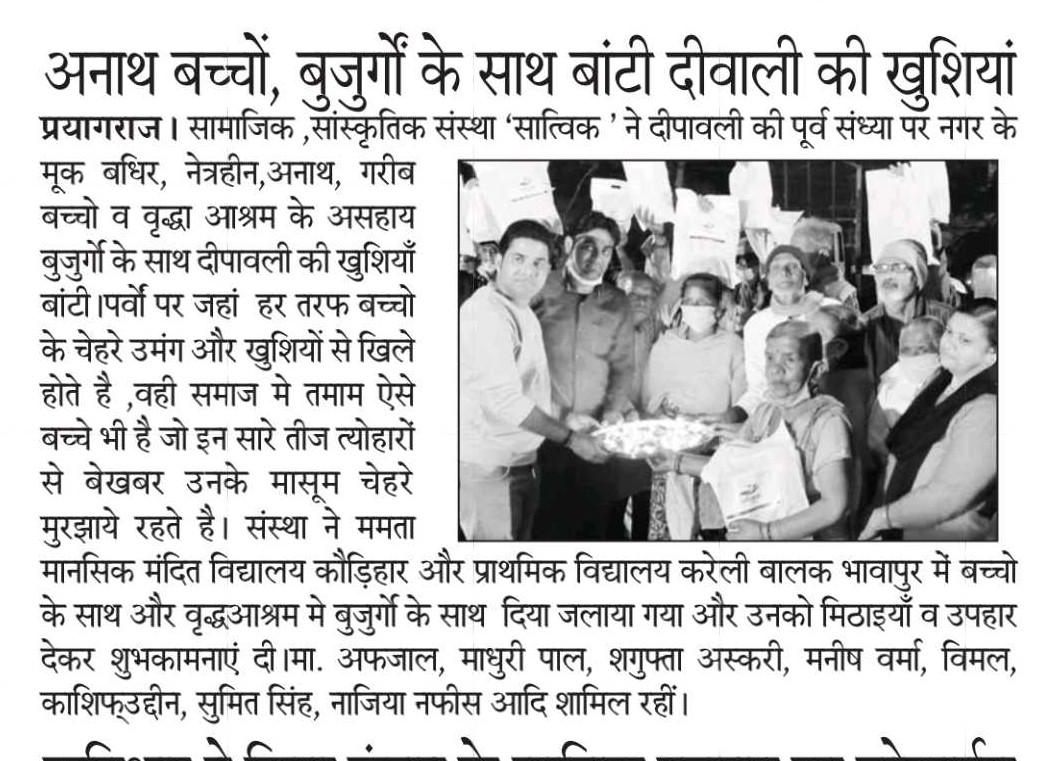 अनाथ बच्चों, बुजुर्गों के साथ बांटी दीवाली की खुशियां
प्रयागराज। सामाजिक ,सांस्कृतिक संस्था ‘सात्विक ’ ने दीपावली की पूर्व संध्या पर नगर के
मूक बधिर, नेत्रहीन,अनाथ, गरीब
बच्चो व वृद्धा आश्रम के असहाय
बुजुर्गो के साथ दीपावली की खुशियाँ
बांटी।पर्वों पर जहां हर तरफ बच्चो
के चेहरे उमंग और खुशियों से खिले
होते है ,वही समाज मे तमाम ऐसे
बच्चे भी है जो इन सारे तीज त्योहारों
से बेखबर उनके मासूम चेहरे
मुरझाये रहते है। संस्था ने ममता
मानसिक मंदित विद्यालय कौड़िहार और प्राथमिक विद्यालय करेली बालक भावापुर में बच्चो
के साथ और वृद्धआश्रम मे बुजुर्गो के साथ दिया जलाया गया और उनको मिठाइयाँ व उपहार
देकर शुभकामनाएं दी।मा. अफजाल, माधुरी पाल, शगुफ्ता अस्करी, मनीष वर्मा, विमल,
काशिफ्उद्दीन, सुमित सिंह, नाजिया नफीस आदि शामिल रहीं।